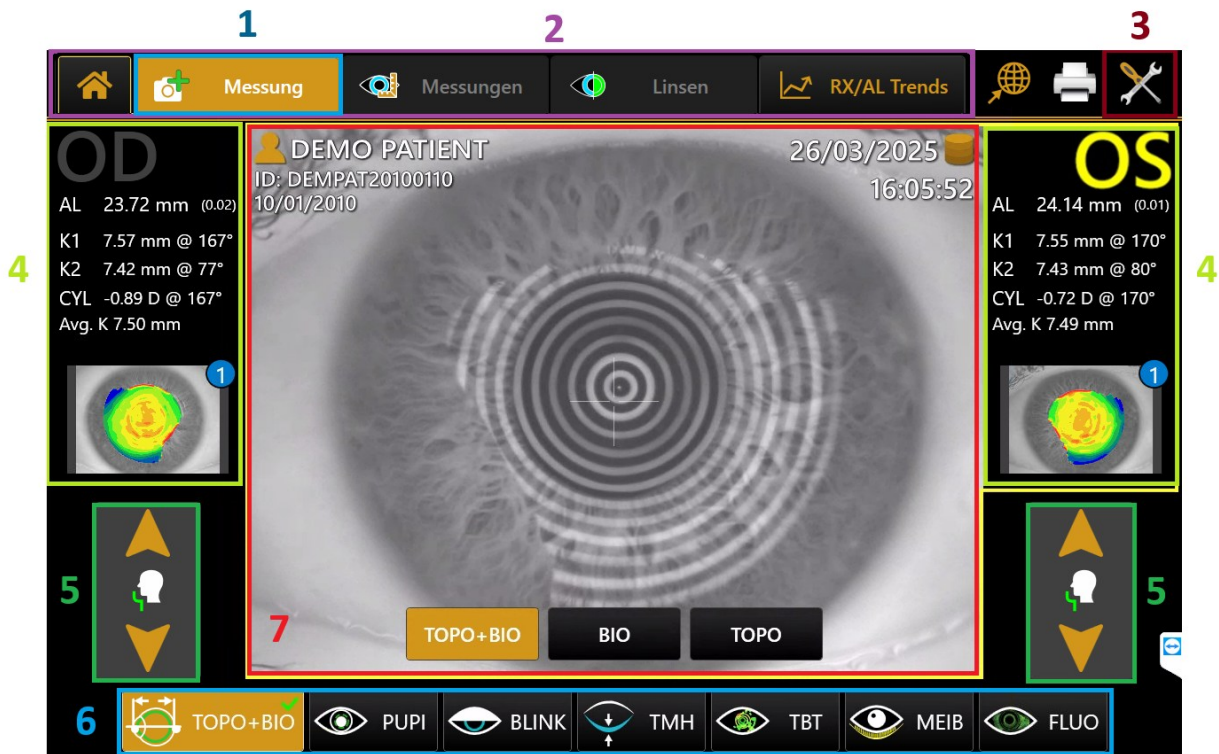 1 2 3
Messung Messungen Linsen RX/AL Trends
OD
AL 23.72 mm (0.02)
K1 7.57 mm @ 167°
K2 7.42 mm @ 77°
CYL -0.89 D @ 167°
Avg. K 7.50 mm
1
4
DEMO PATIENT
ID: DEMPAT20100110
10/01/2010
26/03/2025
16:05:52
OS
AL 24.14 mm (0.01)
K1 7.55 mm @ 170°
K2 7.43 mm @ 80°
CYL -0.72 D @ 170°
Avg. K 7.49 mm
1
4
5
5
7
TOPO+BIO BIO TOPO
6
TOPO+BIO PUPI BLINK TMH TBT MEIB FLUO